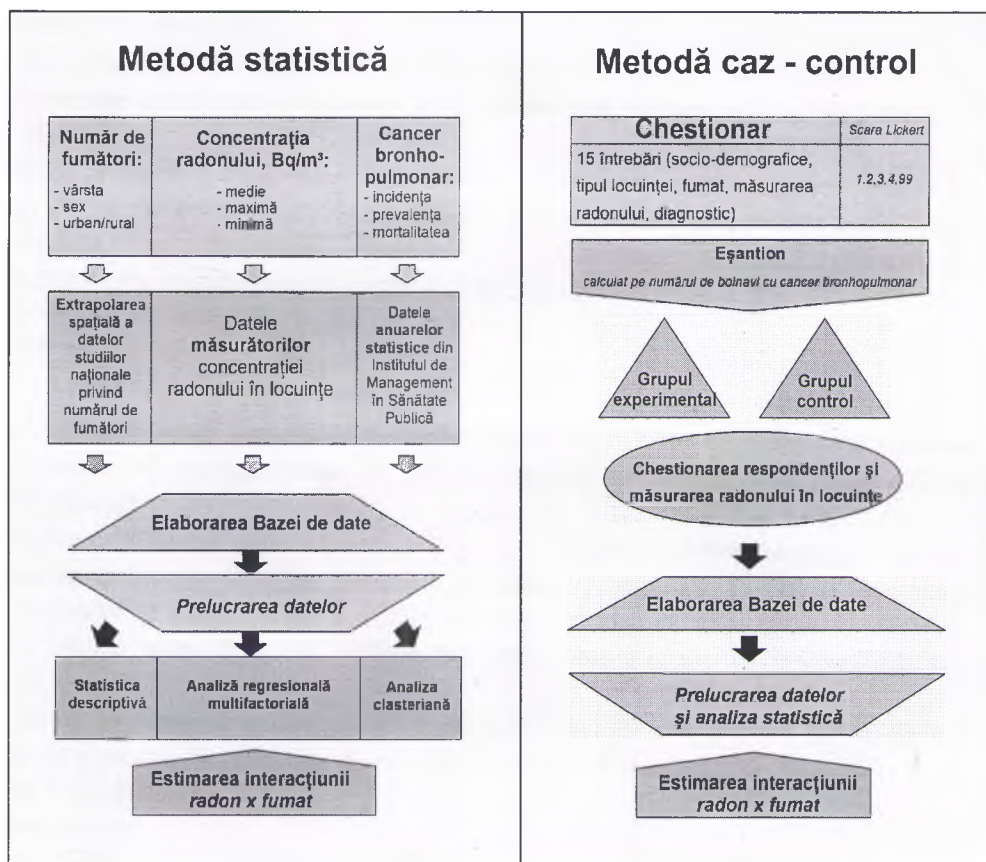 Metodă statistică
Număr de
fumători:
- vârsta
- sex
- urban/rural
Concentrația
radonului, Bq/m³:
- medie
- maximă
- minimă
Cancer
bronho-
pulmonar:
- incidența
- prevalența
- mortalitatea
Extrapolarea
spațială a
datelor
studiilor
naționale
privind
numărul de
fumători
Datele
măsurătorilor
concentrației
radonului în locuințe
Datele
anuarelor
statistice din
Institutul de
Management
în Sănătate
Publică
Elaborarea Bazei de date
Prelucrarea datelor
Statistica
descriptivă
Analiză regresională
multifactorială
Analiza
clasteriană
Estimarea interacțiunii
radon x fumat
Metodă caz - control
Chestionar
15 întrebări (socio-demografice,
tipul locuinței, fumat, măsurarea
radonului, diagnostic)
Scara Lickert
1,2,3,4,99
Eșantion
calculat pe numărul de bolnavi cu cancer bronhopulmonar
Grupul
experimental
Grupul
control
Chestionarea respondenților și
măsurarea radonului în locuințe
Elaborarea Bazei de date
Prelucrarea datelor
și analiza statistică
Estimarea interacțiunii
radon x fumat